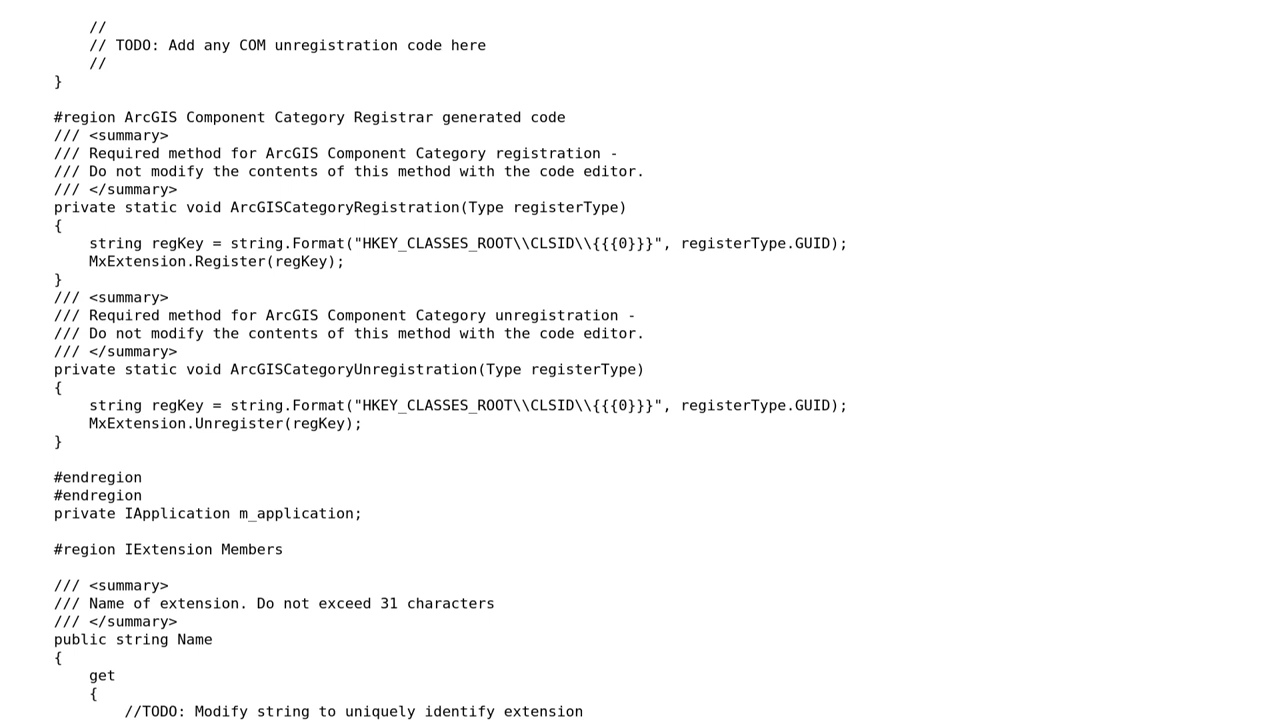 //
// TODO: Add any COM unregistration code here
//
}
#region ArcGIS Component Category Registrar generated code
/// <summary>
/// Required method for ArcGIS Component Category registration -
/// Do not modify the contents of this method with the code editor.
/// </summary>
private static void ArcGISCategoryRegistration(Type registerType)
{
string regKey = string.Format("HKEY_CLASSES_ROOT\\CLSID\\{{{0}}}", registerType.GUID);
MxExtension.Register(regKey);
}
/// <summary>
/// Required method for ArcGIS Component Category unregistration -
/// Do not modify the contents of this method with the code editor.
/// </summary>
private static void ArcGISCategoryUnregistration(Type registerType)
{
string regKey = string.Format("HKEY_CLASSES_ROOT\\CLSID\\{{{0}}}", registerType.GUID);
MxExtension.Unregister(regKey);
}
#endregion
#endregion
private IApplication m_application;
#region IExtension Members
/// <summary>
/// Name of extension. Do not exceed 31 characters
/// </summary>
public string Name
{
get
{
//TODO: Modify string to uniquely identify extension